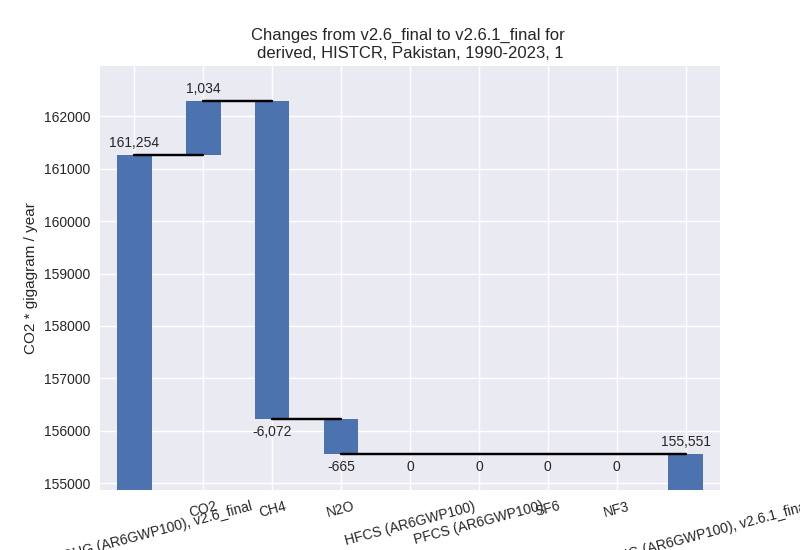 Changes from v2.6_final to v2.6.1_final for
derived, HISTCR, Pakistan, 1990-2023, 1
CO2 * gigagram / year
162000
161000
160000
159000
158000
157000
156000
155000
161,254
1,034
-6,072
-665
0
0
0
0
155,551
(AR6GWP100), v2.6_final
CO2
CH4
N2O
HFCS (AR6GWP100)
PFCS (AR6GWP100)
SF6
NF3
(AR6GWP100), v2.6.1_fina